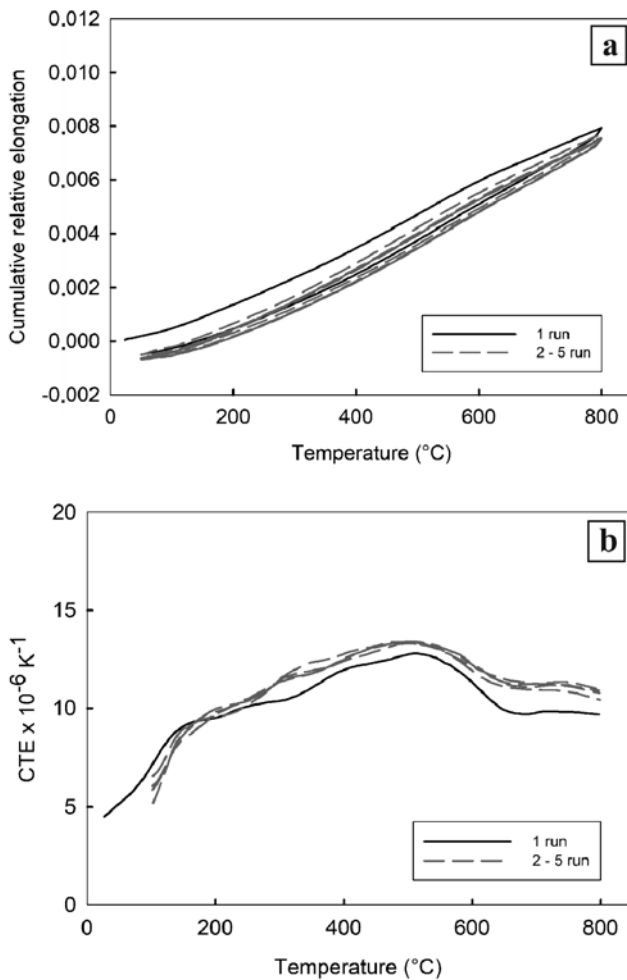 a
0.012
0.010
0.008
0.006
0.004
0.002
0.000
-0.002
Cumulative relative elongation
1 run
2 - 5 run
0 200 400 600 800
Temperature (°C)
b
20
15
10
5
0
CTE x 10-6 K-1
1 run
2 - 5 run
0 200 400 600 800
Temperature (°C)